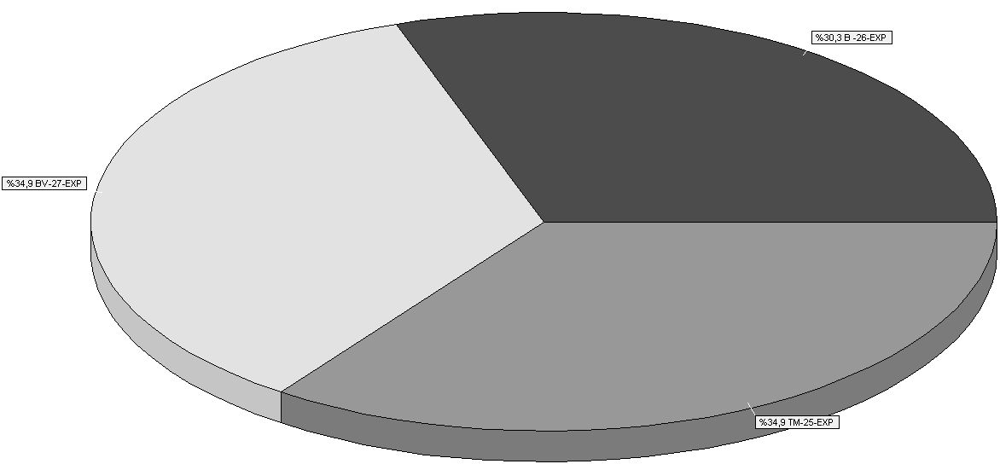 %30,3 B -26-EXP
%34,9 BV-27-EXP
%34,9 TM-25-EXP